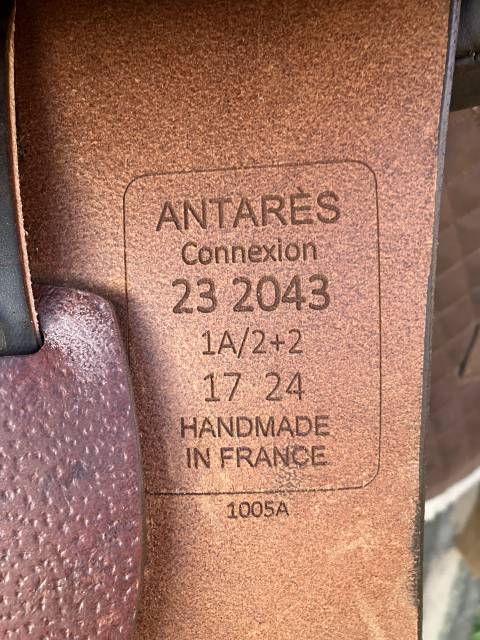 ANTARÈS
Connexion
23 2043
1A/2+2
17 24
HANDMADE
IN FRANCE
1005A